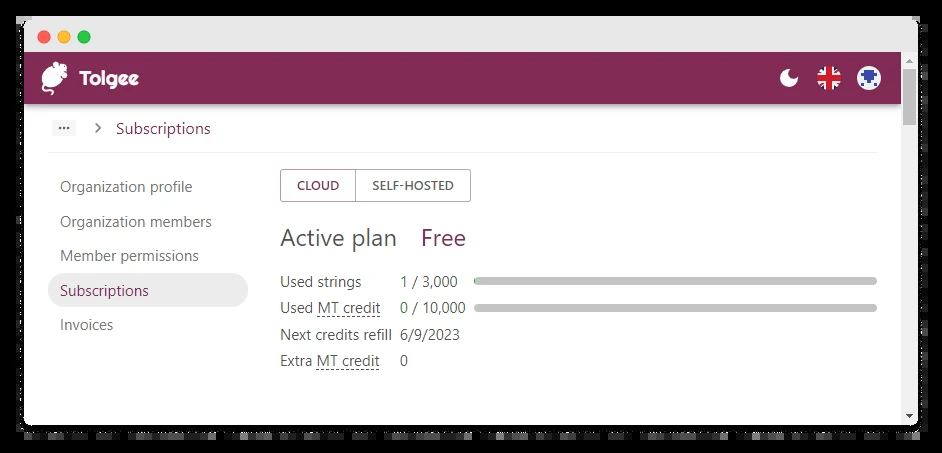 Tolgee
Subscriptions
Organization profile
Organization members
Member permissions
Subscriptions
Invoices
CLOUD SELF-HOSTED
Active plan Free
Used strings 1 / 3,000
Used MT credit 0 / 10,000
Next credits refill 6/9/2023
Extra MT credit 0